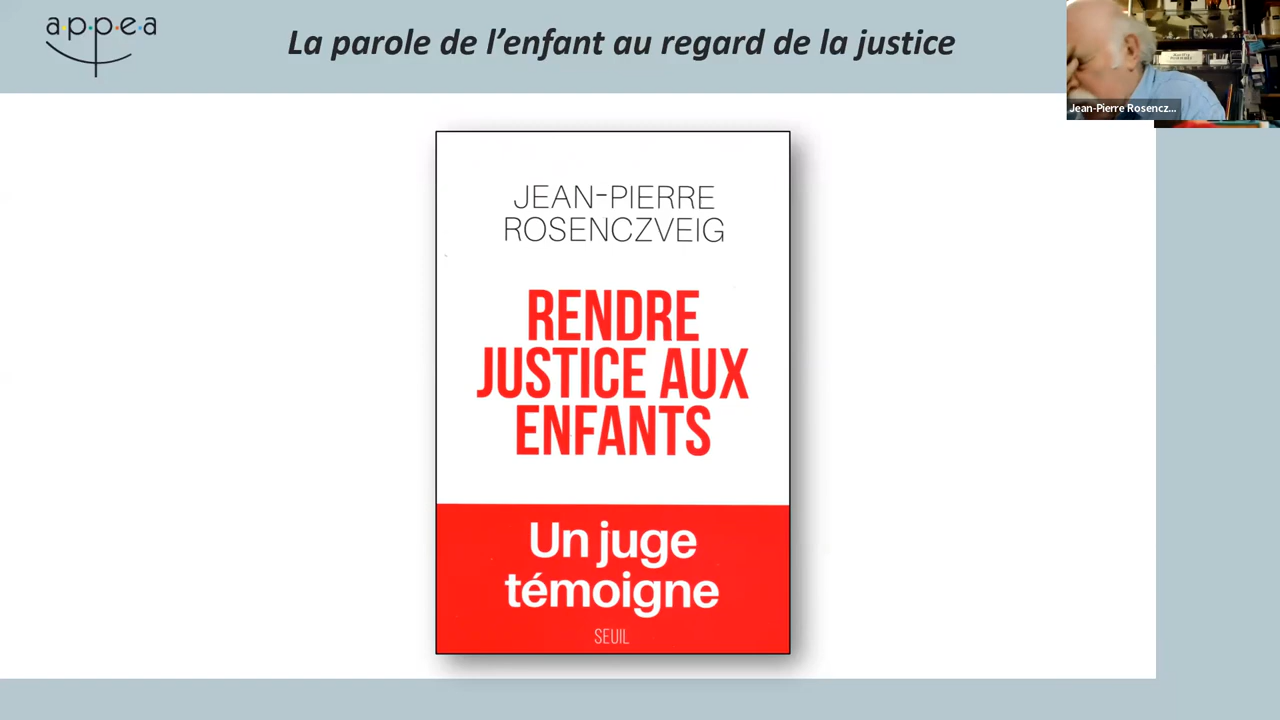 a·p·p·e·a
La parole de l'enfant au regard de la justice
Jean-Pierre Rosencz...
JEAN-PIERRE
ROSENCZVEIG
RENDRE
JUSTICE AUX
ENFANTS
Un juge
témoigne
SEUIL